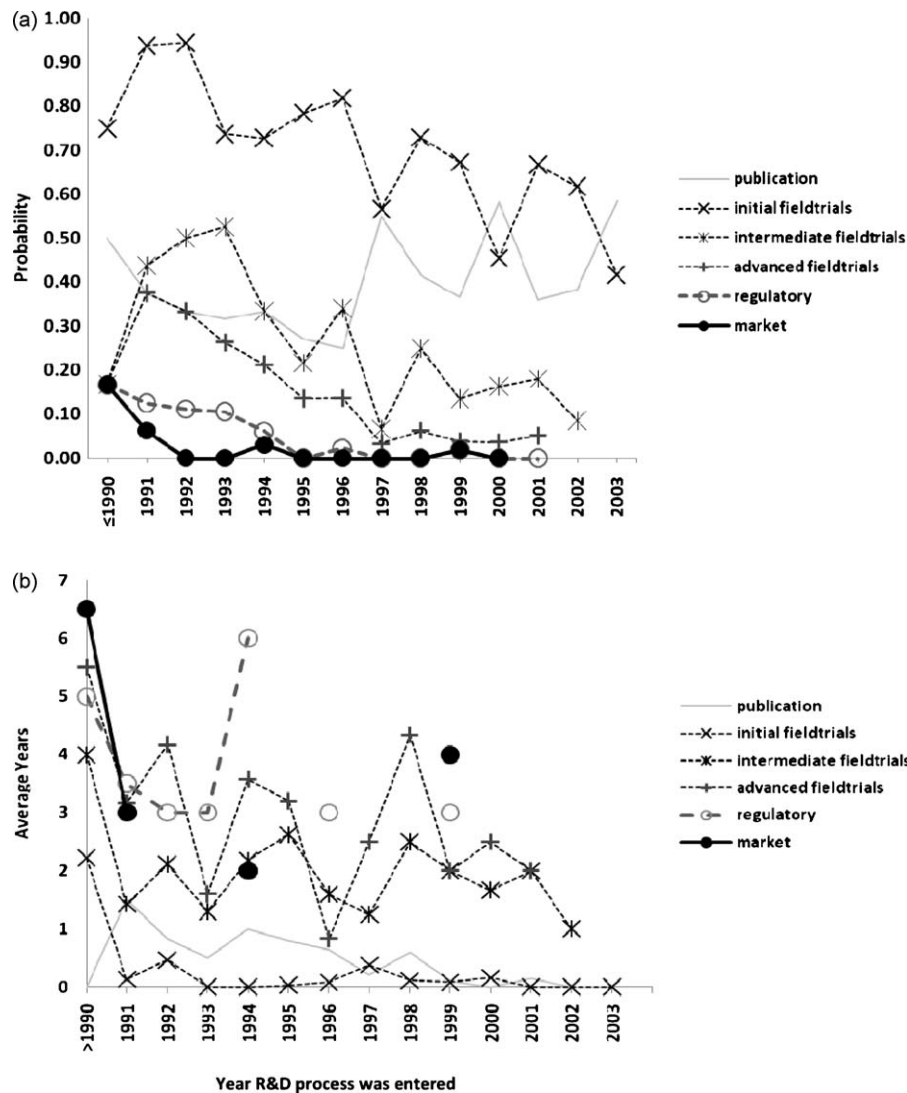 (a)
1.00
0.90
0.80
0.70
0.60
0.50
0.40
0.30
0.20
0.10
0.00
Probability
≤1990
1991
1992
1993
1994
1995
1996
1997
1998
1999
2000
2001
2002
2003
publication
initial fieldtrials
intermediate fieldtrials
advanced fieldtrials
regulatory
market
(b)
7
6
5
4
3
2
1
0
Average Years
>1990
1991
1992
1993
1994
1995
1996
1997
1998
1999
2000
2001
2002
2003
Year R&D process was entered
publication
initial fieldtrials
intermediate fieldtrials
advanced fieldtrials
regulatory
market